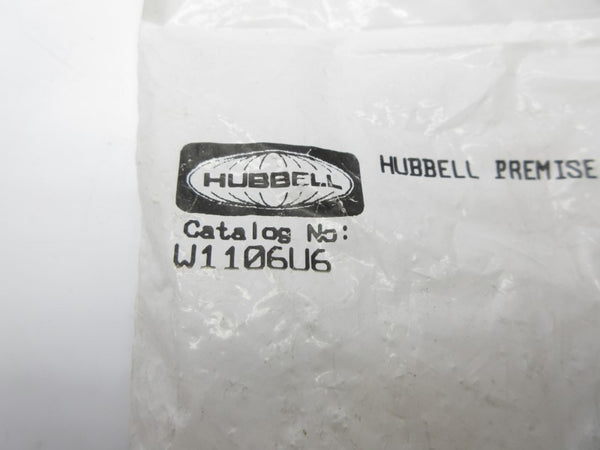 HUBBELL
HUBBELL PREMISE
Catalog No:
W1106U6